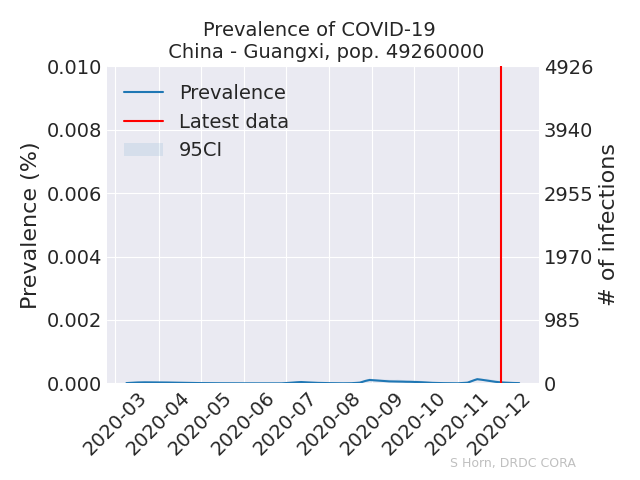 Prevalence of COVID-19
China - Guangxi, pop. 49260000
Prevalence
Latest data
95CI
Prevalence (%)
0.010
0.008
0.006
0.004
0.002
0.000
4926
3940
2955
1970
985
0
# of infections
2020-03
2020-04
2020-05
2020-06
2020-07
2020-08
2020-09
2020-10
2020-11
2020-12
S Horn, DRDC CORA